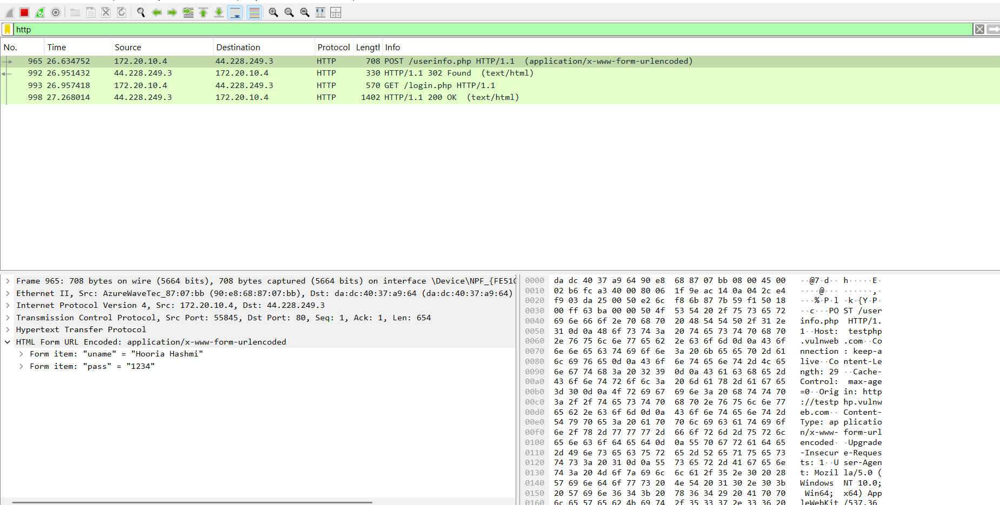 http
No. Time Source Destination Protocol Lengtl Info
965 26.634752 172.20.10.4 44.228.249.3 HTTP 708 POST /userinfo.php HTTP/1.1 (application/x-www-form-urlencoded)
992 26.951432 44.228.249.3 172.20.10.4 HTTP 330 HTTP/1.1 302 Found (text/html)
993 26.957418 172.20.10.4 44.228.249.3 HTTP 570 GET /login.php HTTP/1.1
998 27.268014 44.228.249.3 172.20.10.4 HTTP 1402 HTTP/1.1 200 OK (text/html)
Frame 965: 708 bytes on wire (5664 bits), 708 bytes captured (5664 bits) on interface \Device\NPF_{FE51C
Ethernet II, Src: AzureWaveTec_87:07:bb (90:e8:68:87:07:bb), Dst: da:dc:40:37:a9:64 (da:dc:40:37:a9:64)
Internet Protocol Version 4, Src: 172.20.10.4, Dst: 44.228.249.3
Transmission Control Protocol, Src Port: 55845, Dst Port: 80, Seq: 1, Ack: 1, Len: 654
Hypertext Transfer Protocol
HTML Form URL Encoded: application/x-www-form-urlencoded
Form item: "uname" = "Hooria Hashmi"
Form item: "pass" = "1234"
0000 da dc 40 37 a9 64 90 e8 68 87 07 bb 08 00 45 00 ··@7·d·· h·····E·
0010 02 b6 fc a3 40 00 80 06 1f 9e ac 14 0a 04 2c e4 ····@··· ······,·
0020 f9 03 da 25 00 50 e2 6c f8 6b 87 7b 59 f1 50 18 ···%·P·l ·k·{Y·P·
0030 00 ff 63 ba 00 00 50 4f 53 54 20 2f 75 73 65 72 ··c···PO ST /user
0040 69 6e 66 6f 2e 70 68 70 20 48 54 54 50 2f 31 2e info.php HTTP/1.
0050 31 0d 0a 48 6f 73 74 3a 20 74 65 73 74 70 68 70 1··Host: testphp
0060 2e 76 75 6c 6e 77 65 62 2e 63 6f 6d 0d 0a 43 6f .vulnweb .com··Co
0070 6e 6e 65 63 74 69 6f 6e 3a 20 6b 65 65 70 2d 61 nnection : keep-a
0080 6c 69 76 65 0d 0a 43 6f 6e 74 65 6e 74 2d 4c 65 live··Co ntent-Le
0090 6e 67 74 68 3a 20 32 39 0d 0a 43 61 63 68 65 2d ngth: 29 ··Cache-
00a0 43 6f 6e 74 72 6f 6c 3a 20 6d 61 78 2d 61 67 65 Control: max-age
00b0 3d 30 0d 0a 4f 72 69 67 69 6e 3a 20 68 74 74 70 =0··Orig in: http
00c0 3a 2f 2f 74 65 73 74 70 68 70 2e 76 75 6c 6e 77 ://testp hp.vulnw
00d0 65 62 2e 63 6f 6d 0d 0a 43 6f 6e 74 65 6e 74 2d eb.com·· Content-
00e0 54 79 70 65 3a 20 61 70 70 6c 69 63 61 74 69 6f Type: ap plicatio
00f0 6e 2f 78 2d 77 77 77 2d 66 6f 72 6d 2d 75 72 6c n/x-www- form-url
0100 65 6e 63 6f 64 65 64 0d 0a 55 70 67 72 61 64 65 encoded· ·Upgrade
0110 2d 49 6e 73 65 63 75 72 65 2d 52 65 71 75 65 73 -Insecur e-Reques
0120 74 73 3a 20 31 0d 0a 55 73 65 72 2d 41 67 65 6e ts: 1··U ser-Agen
0130 74 3a 20 4d 6f 7a 69 6c 6c 61 2f 35 2e 30 20 28 t: Mozil la/5.0 (
0140 57 69 6e 64 6f 77 73 20 4e 54 20 31 30 2e 30 3b Windows NT 10.0;
0150 20 57 69 6e 36 34 3b 20 78 36 34 29 20 41 70 70 Win64; x64) App
0160 6c 65 57 65 62 4b 69 74 2f 35 33 37 2e 33 36 20 leWebKit /537.36